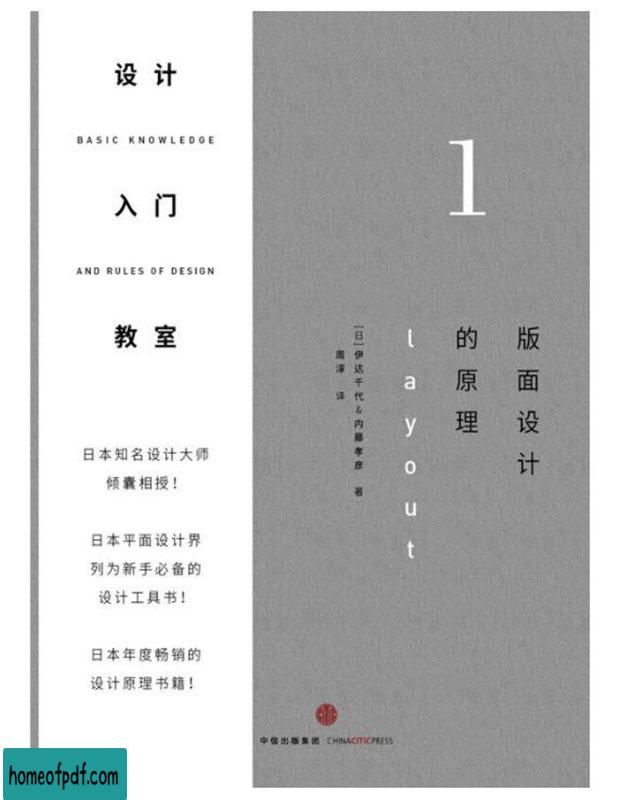 设计
BASIC KNOWLEDGE
入门
AND RULES OF DESIGN
教室
日本知名设计大师
倾囊相授！
日本平面设计界
列为新手必备的
设计工具书！
日本年度畅销的
设计原理书籍！
1
版面设计
的原理
layout
[日]伊达千代&内藤孝彦 著
周淳 译
中信出版集团·CHINACITICPRESS
homeofpdf.com